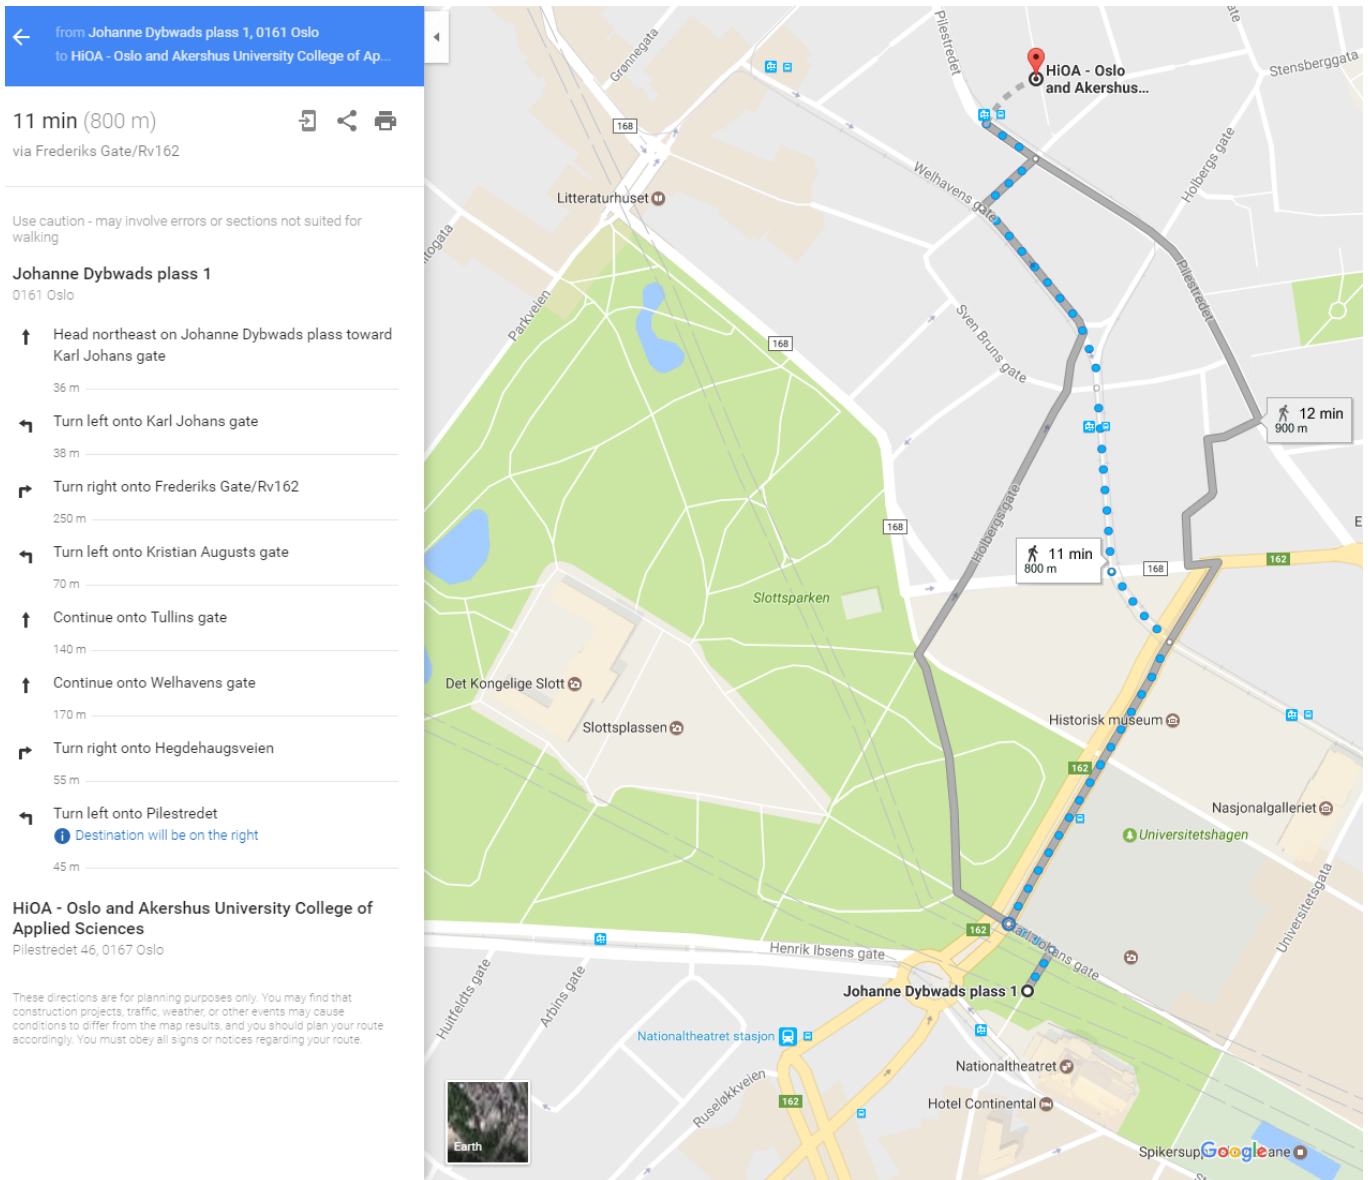 from Johanne Dybwads plass 1, 0161 Oslo
to HiOA - Oslo and Akershus University College of Ap...
11 min (800 m)
via Frederiks Gate/Rv162
Use caution - may involve errors or sections not suited for
walking
Johanne Dybwads plass 1
0161 Oslo
Head northeast on Johanne Dybwads plass toward
Karl Johans gate
36 m
Turn left onto Karl Johans gate
38 m
Turn right onto Frederiks Gate/Rv162
250 m
Turn left onto Kristian Augusts gate
70 m
Continue onto Tullins gate
140 m
Continue onto Welhavens gate
170 m
Turn right onto Hegdehaugsveien
55 m
Turn left onto Pilestredet
Destination will be on the right
45 m
HiOA - Oslo and Akershus University College of
Applied Sciences
Pilestredet 46, 0167 Oslo
These directions are for planning purposes only. You may find that
construction projects, traffic, weather, or other events may cause
conditions to differ from the map results, and you should plan your route
accordingly. You must obey all signs or notices regarding your route.
Grønnegata
Pilestredet
HiOA - Oslo
and Akershus...
Stensberggata
168
Welhavens gate
Holbergs gate
Litteraturhuset
Parkveien
Pilestredet
Sven Bruns gate
168
12 min
900 m
168
Holbergs gate
11 min
800 m
168
162
Slottsparken
Det Kongelige Slott
Slottsplassen
Historisk museum
162
Nasjonalgalleriet
Universitetshagen
Universitetsgata
162
Karl Johans gate
Henrik Ibsens gate
Huitfeldts gate
Arbins gate
Johanne Dybwads plass 1
Nationaltheatret stasjon
Nationaltheatret
Ruseløkkveien
162
Hotel Continental
Earth
Google